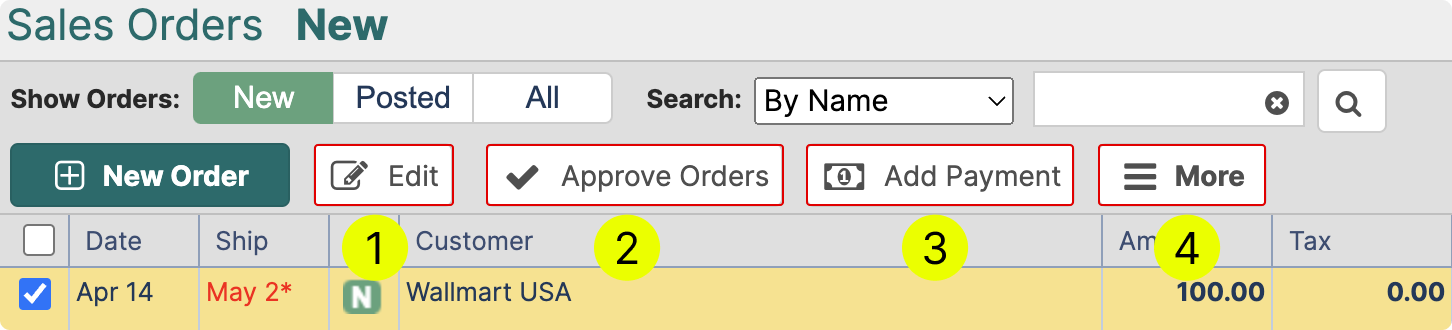 Sales Orders New
Show Orders: New Posted All Search: By Name
New Order Edit Approve Orders Add Payment More
Date Ship 1 Customer 2 3 Am 4 Tax
Apr 14 May 2* N Wallmart USA 100.00 0.00